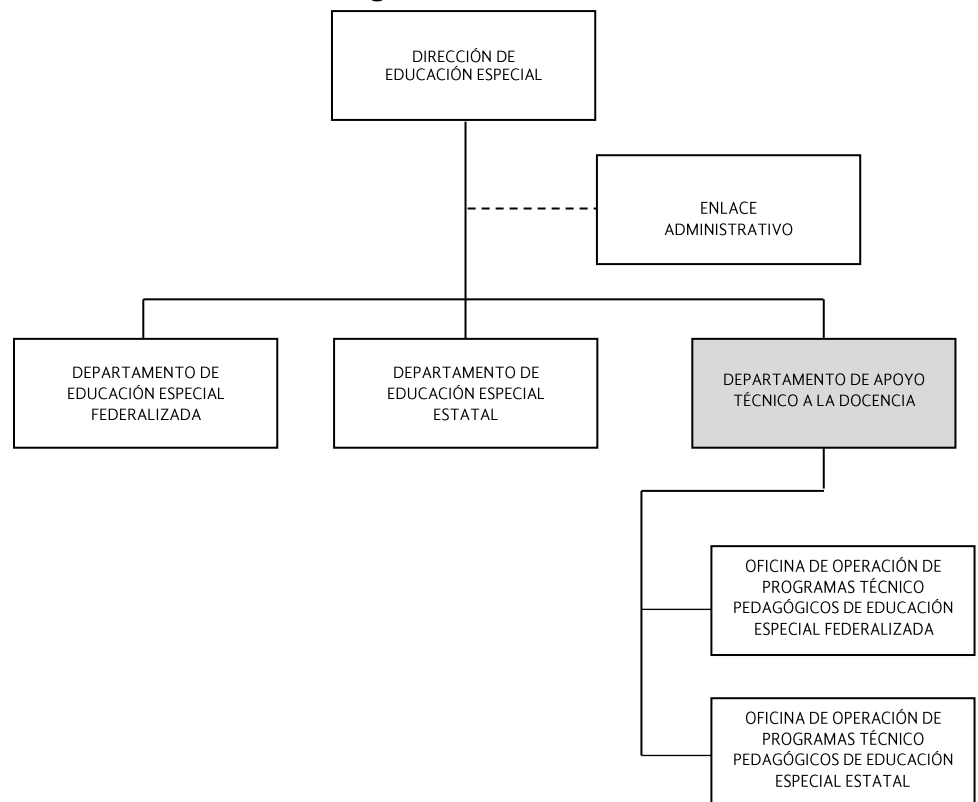 DIRECCIÓN DE
EDUCACIÓN ESPECIAL
ENLACE
ADMINISTRATIVO
DEPARTAMENTO DE
EDUCACIÓN ESPECIAL
FEDERALIZADA
DEPARTAMENTO DE
EDUCACIÓN ESPECIAL
ESTATAL
DEPARTAMENTO DE APOYO
TÉCNICO A LA DOCENCIA
OFICINA DE OPERACIÓN DE
PROGRAMAS TÉCNICO
PEDAGÓGICOS DE EDUCACIÓN
ESPECIAL FEDERALIZADA
OFICINA DE OPERACIÓN DE
PROGRAMAS TÉCNICO
PEDAGÓGICOS DE EDUCACIÓN
ESPECIAL ESTATAL